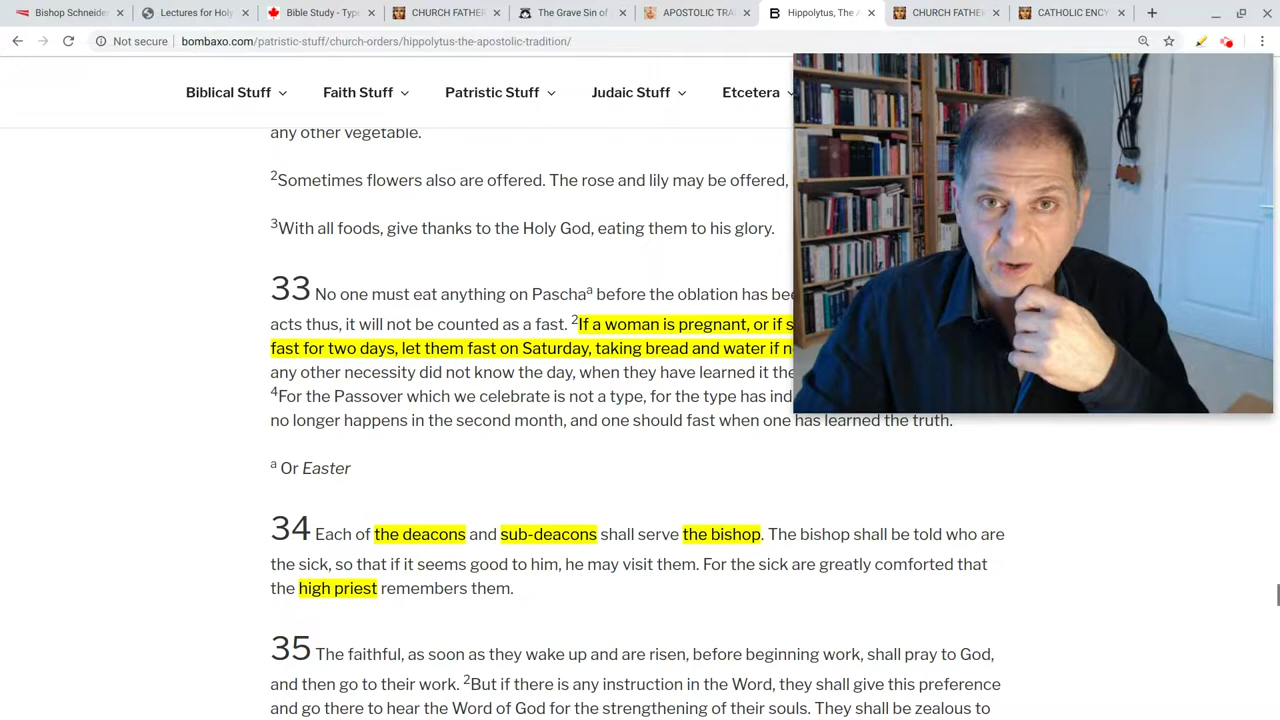 Bishop Schneider
Lectures for Holy
Bible Study - Type
CHURCH FATHER
The Grave Sin of
APOSTOLIC TRA
Hippolytus, The A
CHURCH FATHE
CATHOLIC ENCY
Not secure | bombaxo.com/patristic-stuff/church-orders/hippolytus-the-apostolic-tradition/
Biblical Stuff Faith Stuff Patristic Stuff Judaic Stuff Etcetera
any other vegetable.
2Sometimes flowers also are offered. The rose and lily may be offered,
3With all foods, give thanks to the Holy God, eating them to his glory.
33 No one must eat anything on Paschaa before the oblation has
acts thus, it will not be counted as a fast. 2If a woman is pregnant, or if
fast for two days, let them fast on Saturday, taking bread and water if
any other necessity did not know the day, when they have learned it
4For the Passover which we celebrate is not a type, for the type has
no longer happens in the second month, and one should fast when one has learned the truth.
a Or Easter
34 Each of the deacons and sub-deacons shall serve the bishop. The bishop shall be told who are
the sick, so that if it seems good to him, he may visit them. For the sick are greatly comforted that
the high priest remembers them.
35 The faithful, as soon as they wake up and are risen, before beginning work, shall pray to God,
and then go to their work. 2But if there is any instruction in the Word, they shall give this preference
and go there to hear the Word of God for the strengthening of their souls. They shall be zealous to